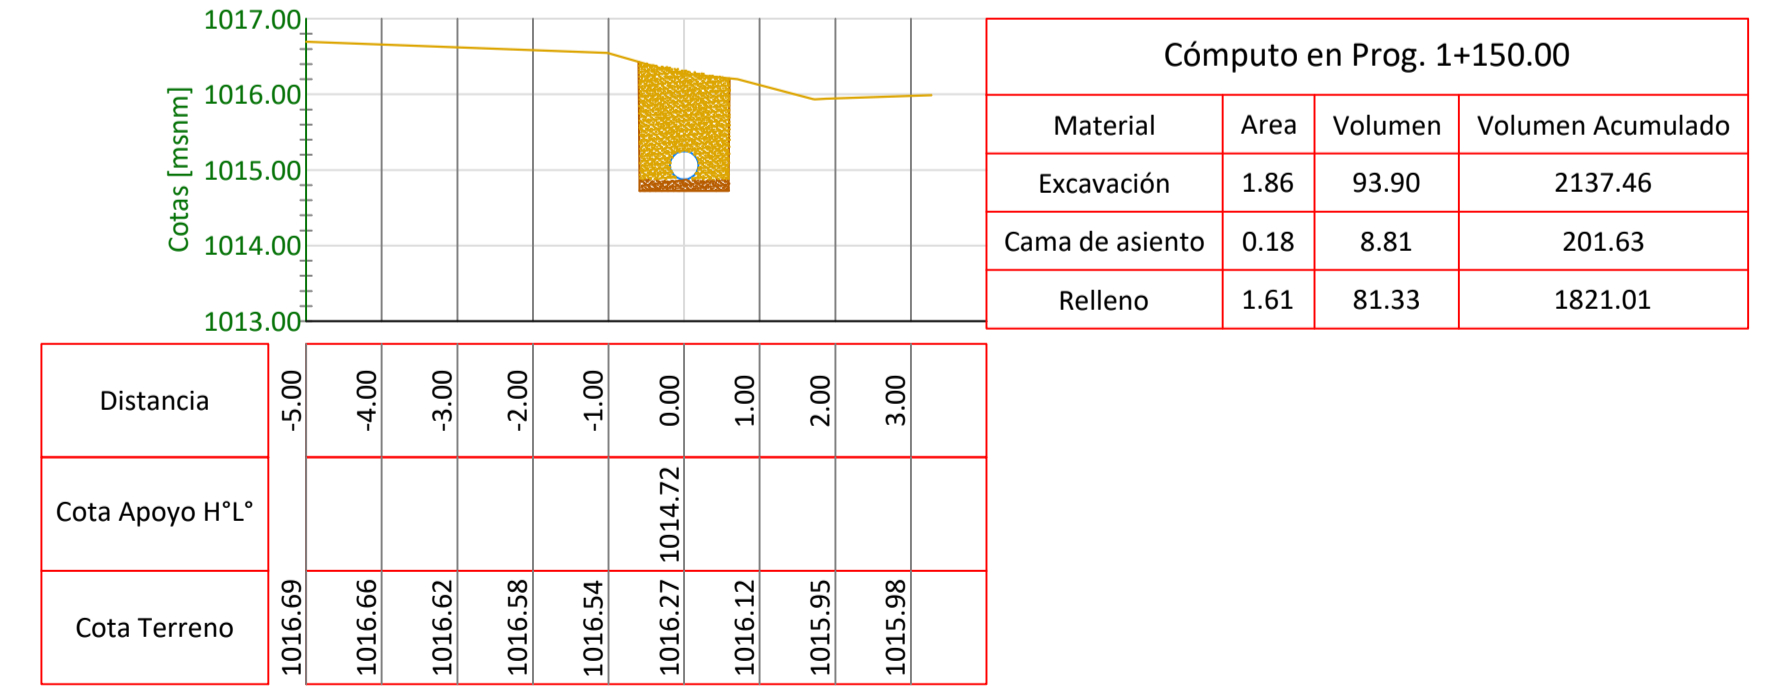 1017.00
1016.00
1015.00
1014.00
1013.00
Cotas [msnm]
Cómputo en Prog. 1+150.00
Material Area Volumen Volumen Acumulado
Excavación 1.86 93.90 2137.46
Cama de asiento 0.18 8.81 201.63
Relleno 1.61 81.33 1821.01
Distancia -5.00 -4.00 -3.00 -2.00 -1.00 0.00 1.00 2.00 3.00
Cota Apoyo H°L° 1014.72
Cota Terreno 1016.69 1016.66 1016.62 1016.58 1016.54 1016.27 1016.12 1015.95 1015.98